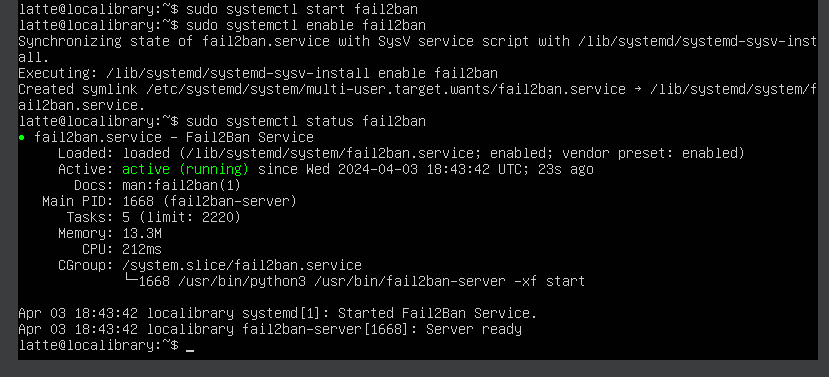 latte@localibrary:~$ sudo systemctl start fail2ban
latte@localibrary:~$ sudo systemctl enable fail2ban
Synchronizing state of fail2ban.service with SysV service script with /lib/systemd/systemd-sysv-inst
all.
Executing: /lib/systemd/systemd-sysv-install enable fail2ban
Created symlink /etc/systemd/system/multi-user.target.wants/fail2ban.service → /lib/systemd/system/f
ail2ban.service.
latte@localibrary:~$ sudo systemctl status fail2ban
● fail2ban.service - Fail2Ban Service
     Loaded: loaded (/lib/systemd/system/fail2ban.service; enabled; vendor preset: enabled)
     Active: active (running) since Wed 2024-04-03 18:43:42 UTC; 23s ago
       Docs: man:fail2ban(1)
   Main PID: 1668 (fail2ban-server)
      Tasks: 5 (limit: 2220)
     Memory: 13.3M
        CPU: 212ms
     CGroup: /system.slice/fail2ban.service
             └─1668 /usr/bin/python3 /usr/bin/fail2ban-server -xf start

Apr 03 18:43:42 localibrary systemd[1]: Started Fail2Ban Service.
Apr 03 18:43:42 localibrary fail2ban-server[1668]: Server ready
latte@localibrary:~$ _